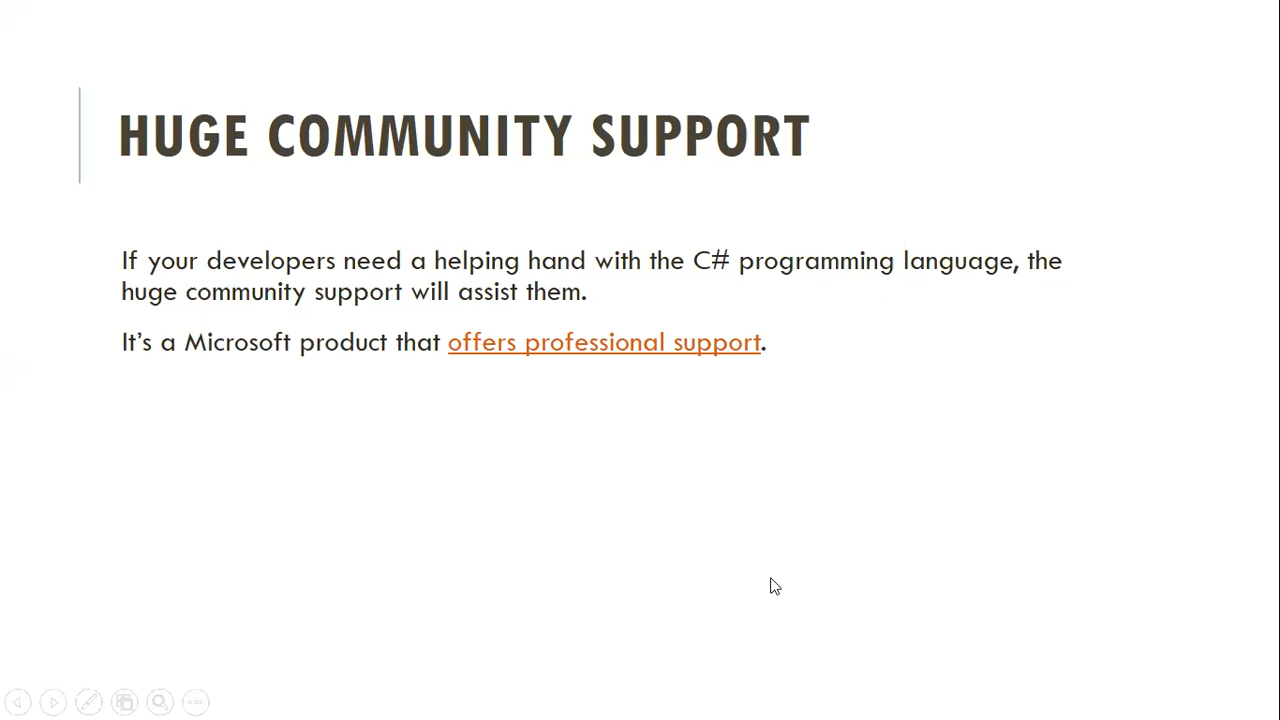 HUGE COMMUNITY SUPPORT
If your developers need a helping hand with the C# programming language, the
huge community support will assist them.
It’s a Microsoft product that offers professional support.